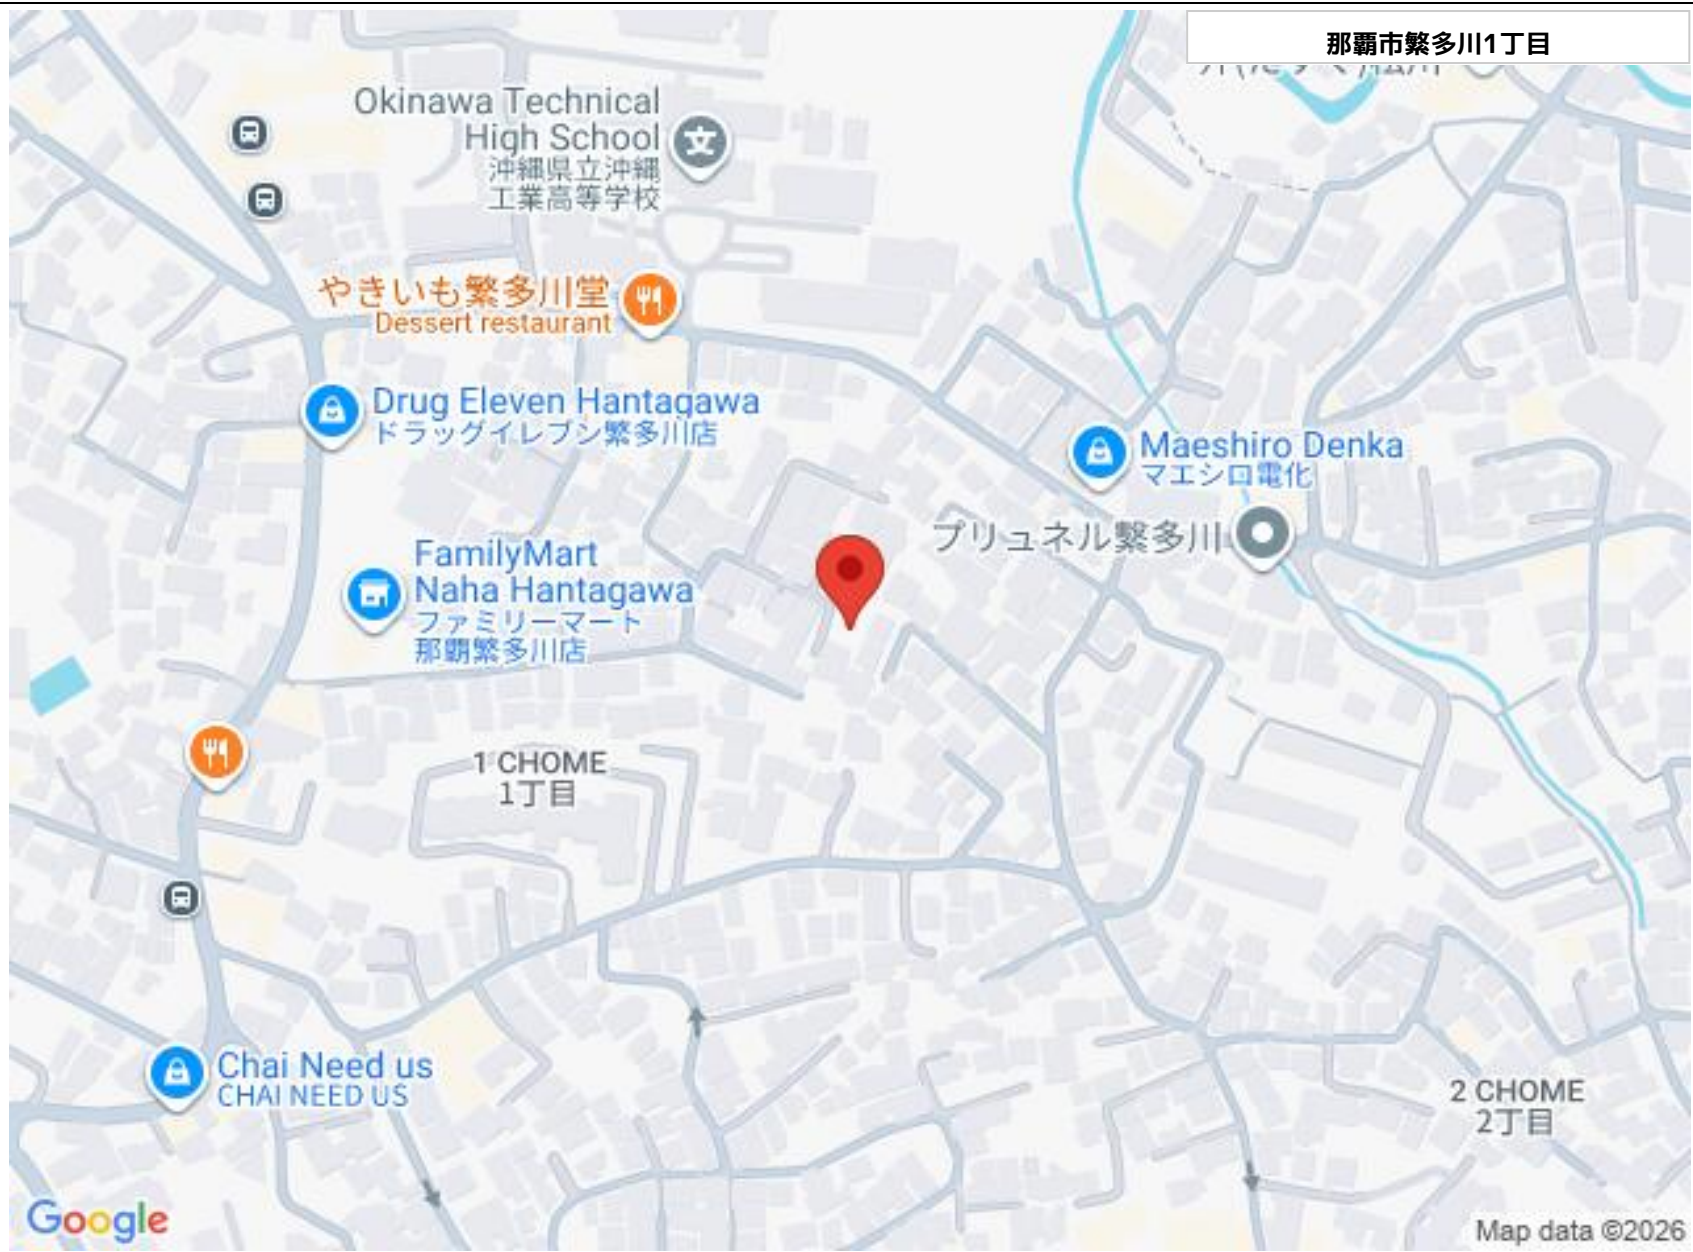 那覇市繁多川1丁目
Okinawa Technical
High School
沖縄県立沖縄
工業高等学校
やきいも繁多川堂
Dessert restaurant
Drug Eleven Hantagawa
ドラッグイレブン繁多川店
Maeshiro Denka
マエシロ電化
プリュネル繁多川
FamilyMart
Naha Hantagawa
ファミリーマート
那覇繁多川店
1 CHOME
1丁目
Chai Need us
CHAI NEED US
2 CHOME
2丁目
Google
Map data ©2026